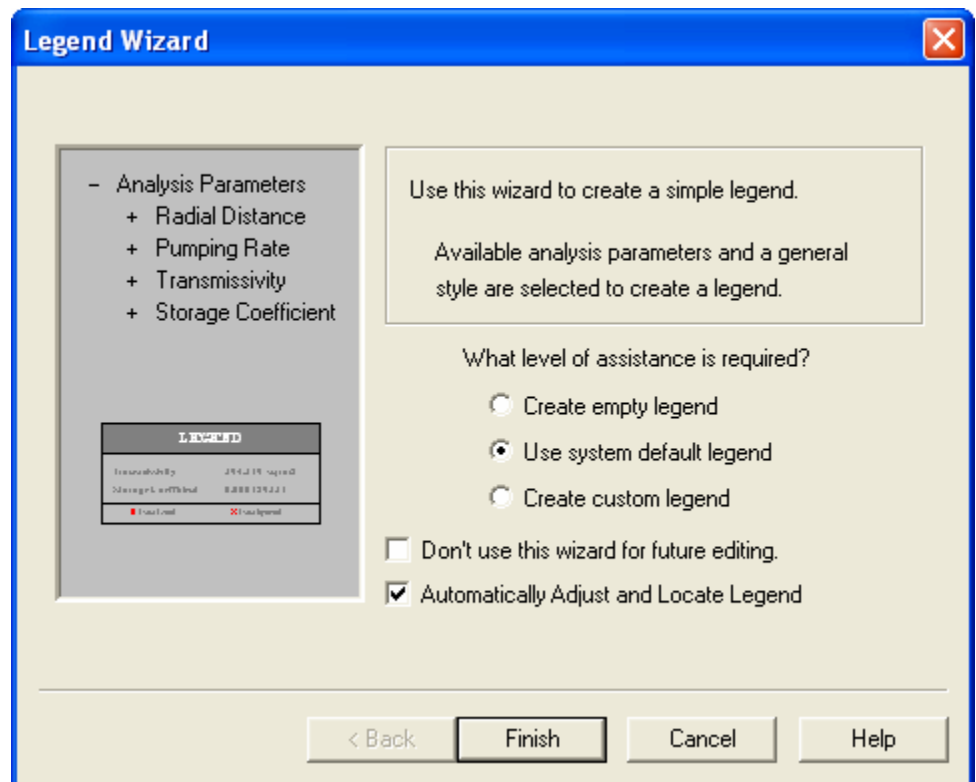 Legend Wizard
− Analysis Parameters
+ Radial Distance
+ Pumping Rate
+ Transmissivity
+ Storage Coefficient
LEGEND
Use this wizard to create a simple legend.
Available analysis parameters and a general
style are selected to create a legend.
What level of assistance is required?
Create empty legend
Use system default legend
Create custom legend
Don't use this wizard for future editing.
Automatically Adjust and Locate Legend
< Back
Finish
Cancel
Help